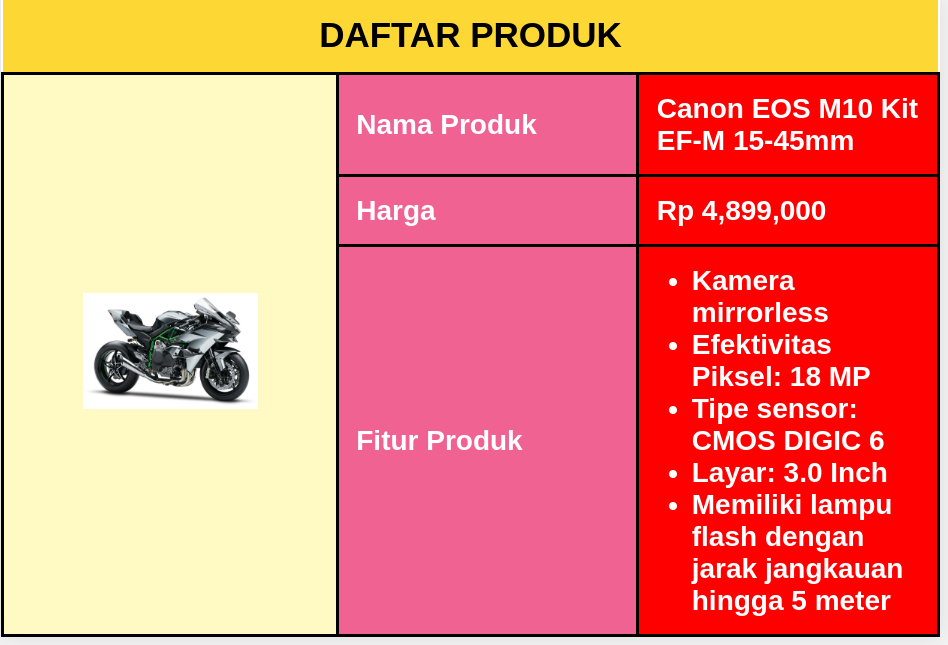 DAFTAR PRODUK
Nama Produk
Canon EOS M10 Kit
EF-M 15-45mm
Harga
Rp 4,899,000
Fitur Produk
• Kamera
mirrorless
• Efektivitas
Piksel: 18 MP
• Tipe sensor:
CMOS DIGIC 6
• Layar: 3.0 Inch
• Memiliki lampu
flash dengan
jarak jangkauan
hingga 5 meter